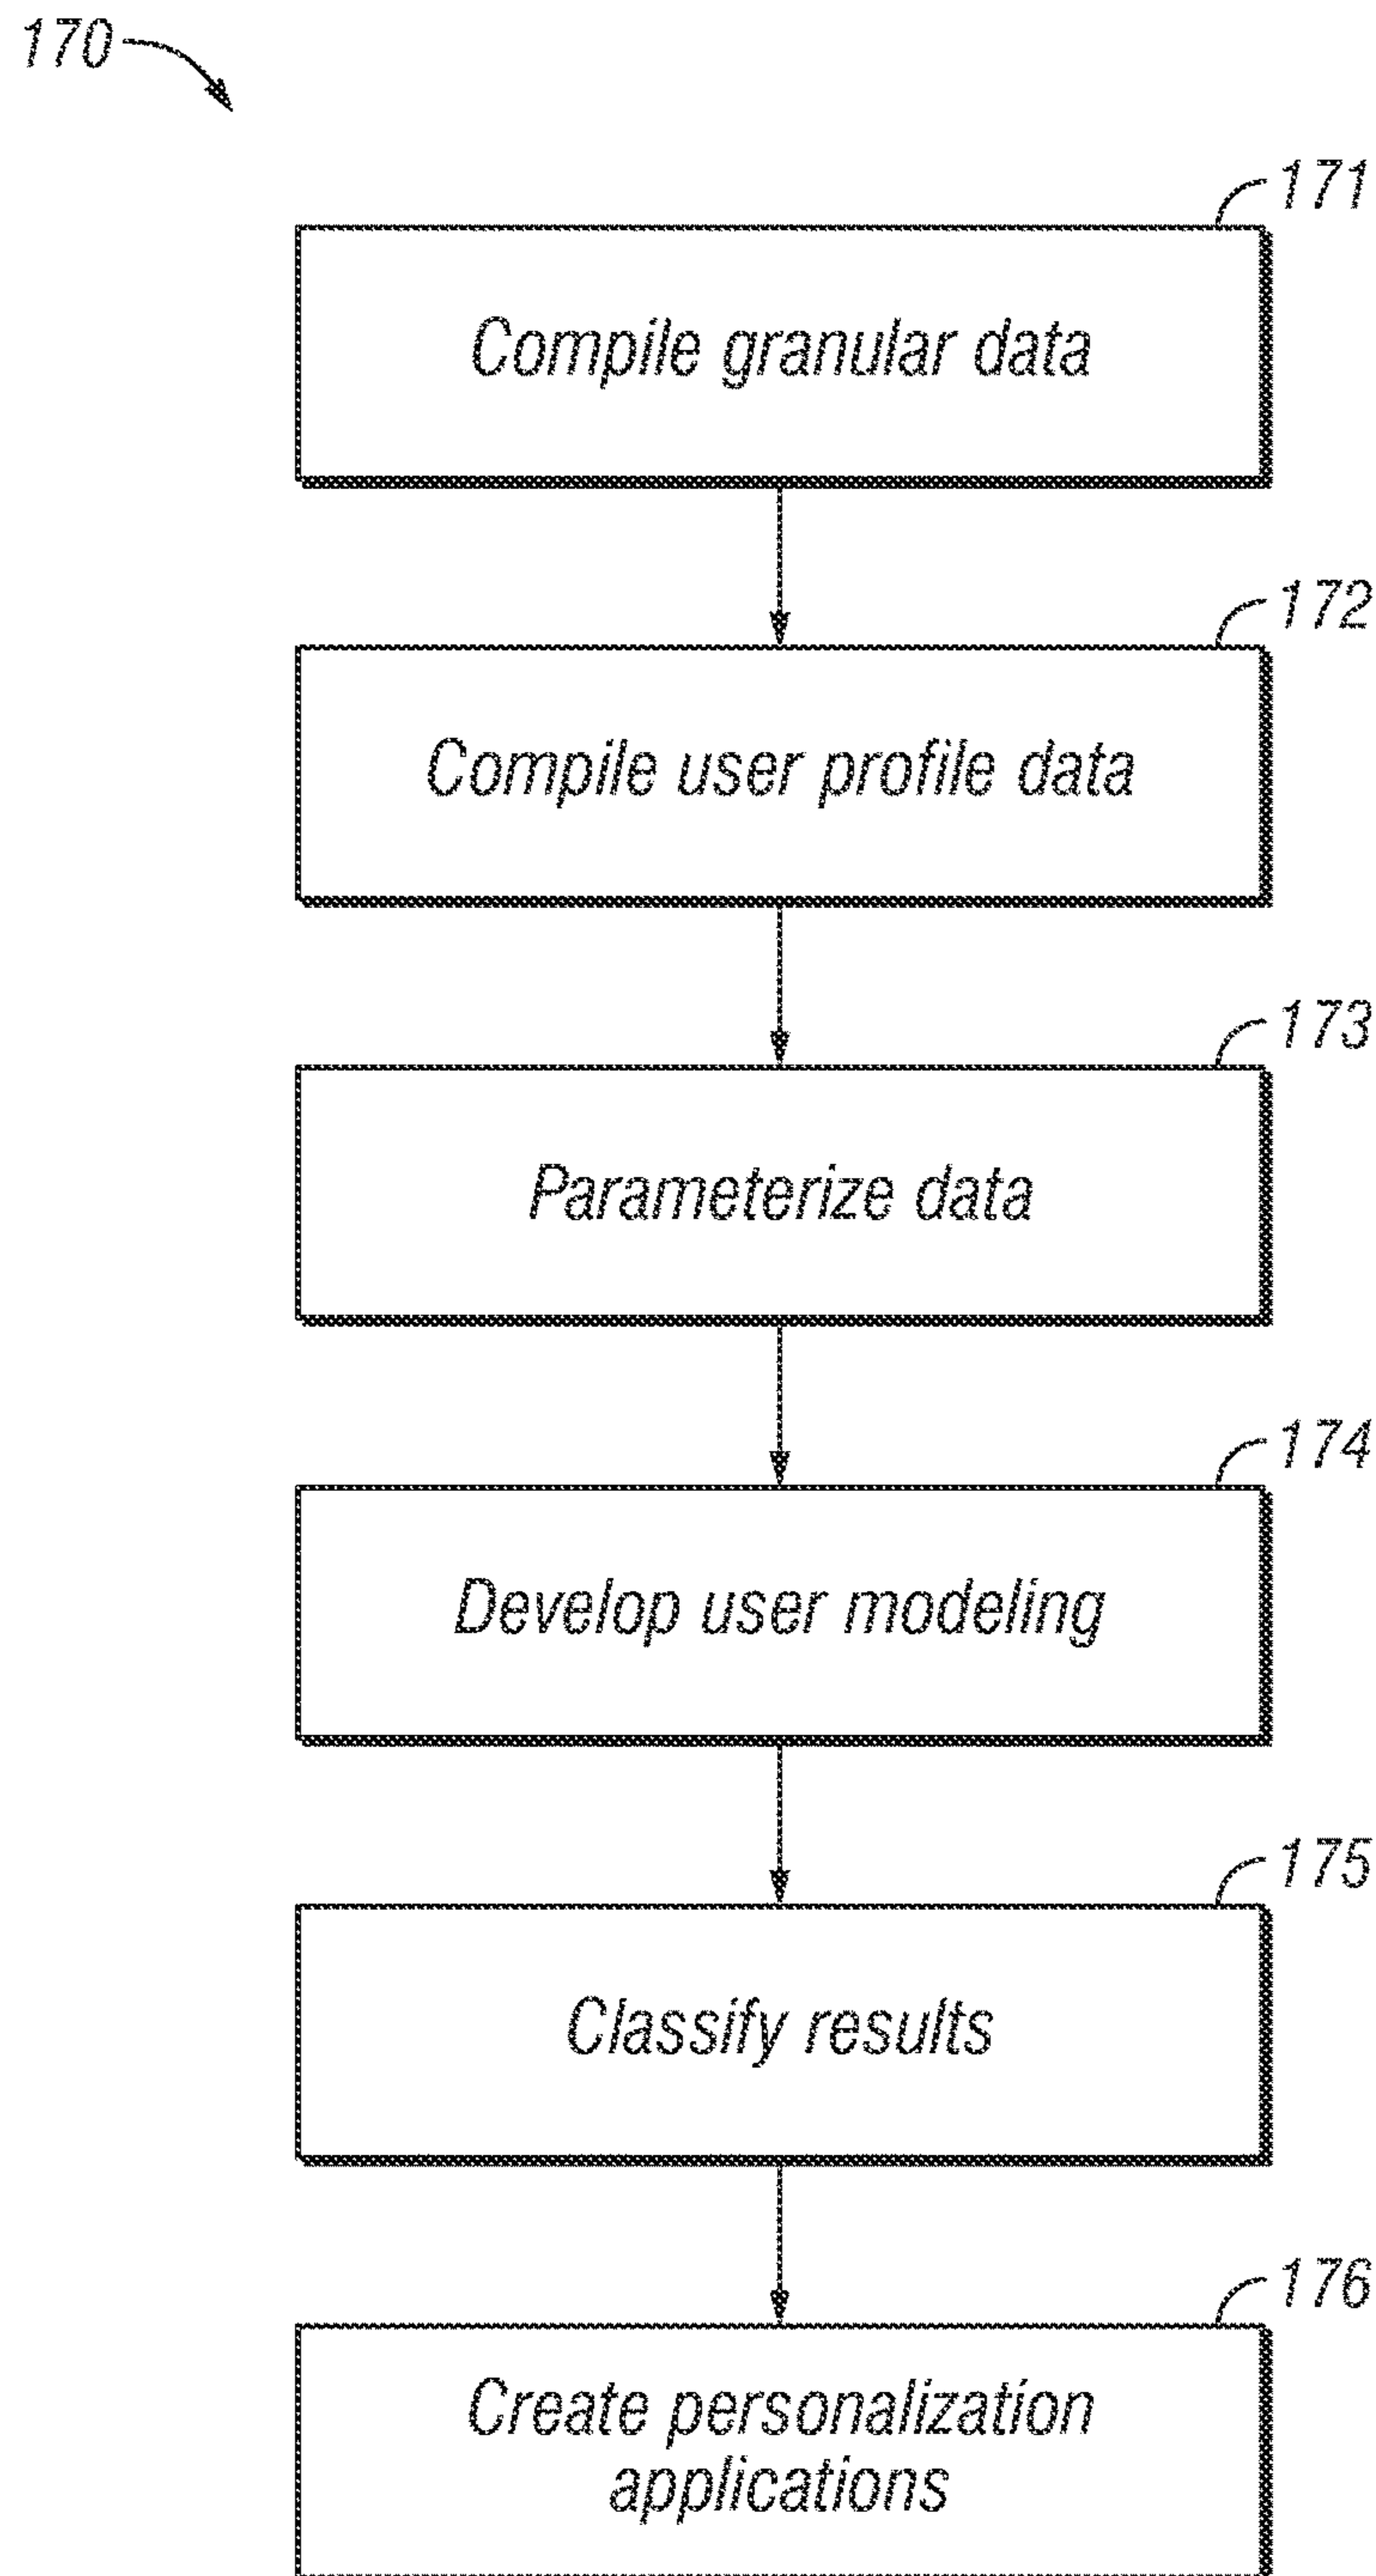 170
171
Compile granular data
172
Compile user profile data
173
Parameterize data
174
Develop user modeling
175
Classify results
176
Create personalization
applications